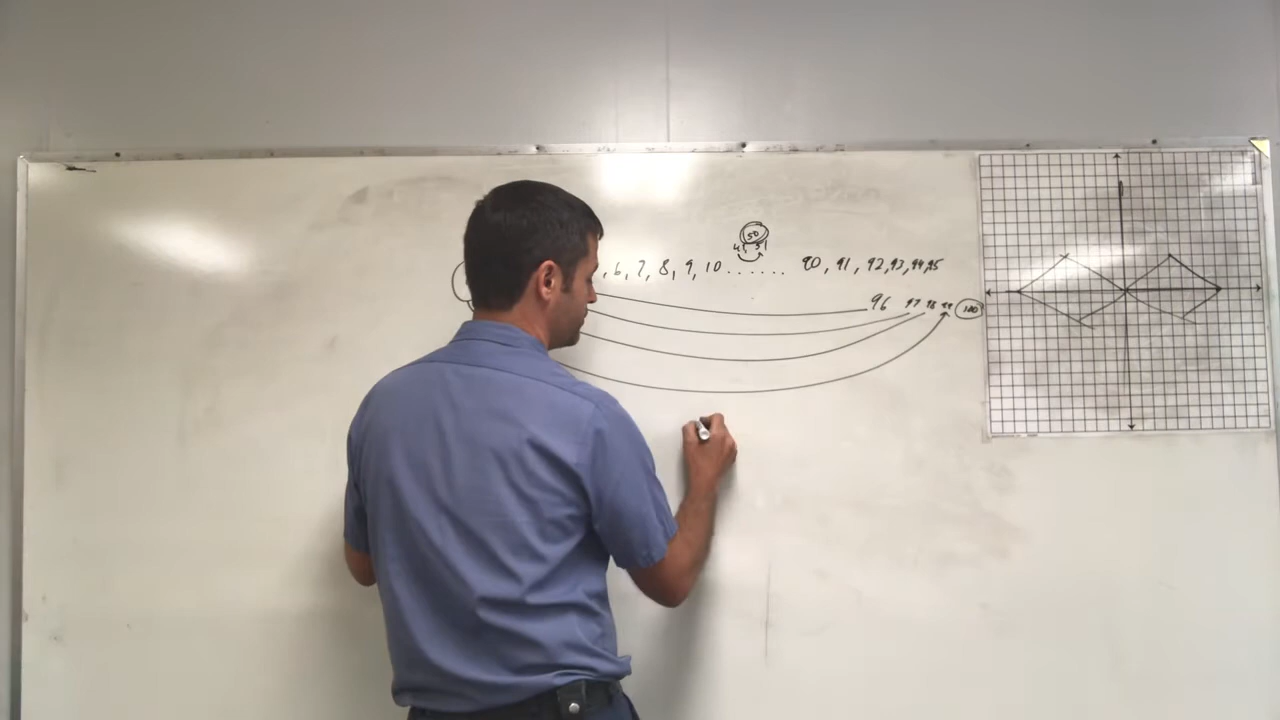 50
49, 51
, 6, 7, 8, 9, 10 ....... 90, 91, 92, 93, 94, 95
96 97 98 99 100